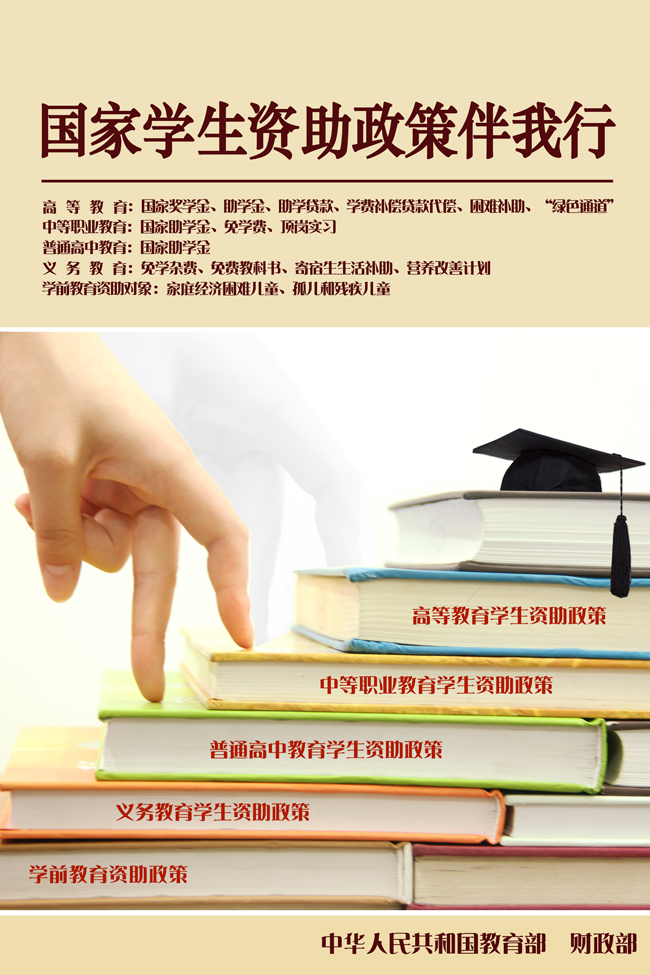 国家学生资助政策伴我行
高等教育：国家奖学金、助学金、助学贷款、学费补偿贷款代偿、困难补助、“绿色通道”
中等职业教育：国家助学金、免学费、顶岗实习
普通高中教育：国家助学金
义务教育：免学杂费、免费教科书、寄宿生生活补助、营养改善计划
学前教育资助对象：家庭经济困难儿童、孤儿和残疾儿童
高等教育学生资助政策
中等职业教育学生资助政策
普通高中教育学生资助政策
义务教育学生资助政策
学前教育资助政策
中华人民共和国教育部 财政部